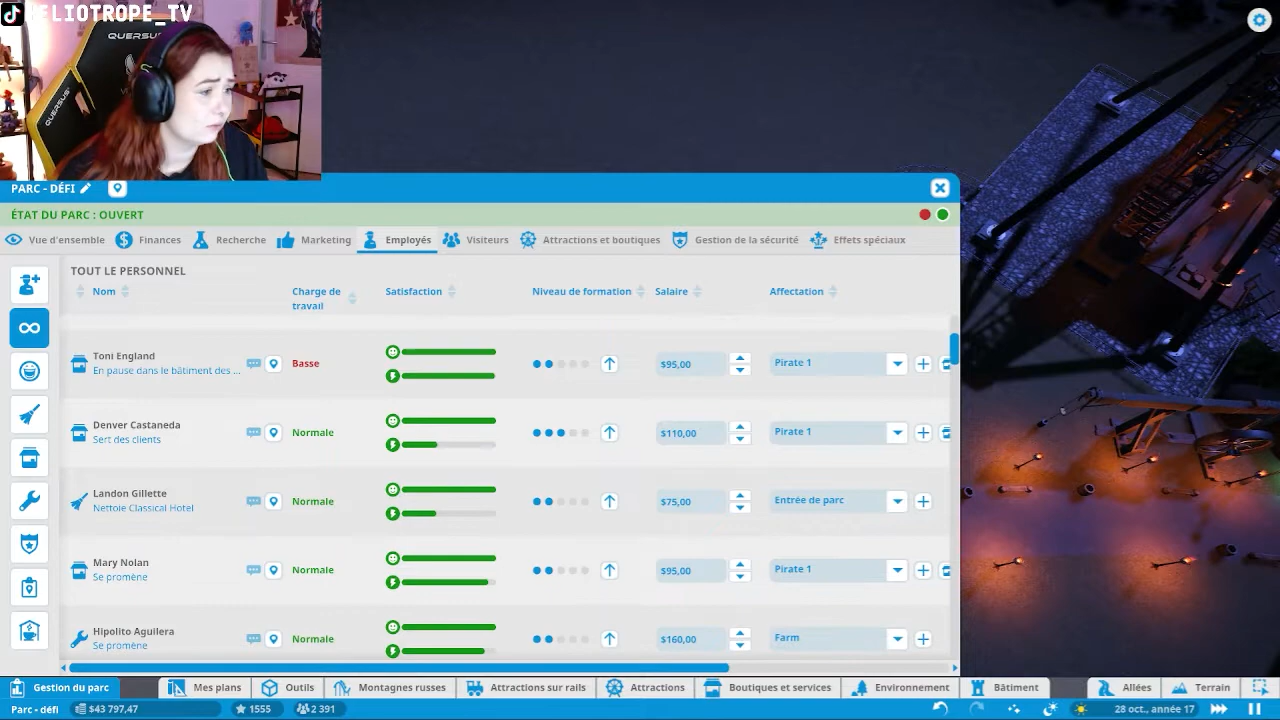 ELIOTROPE_TV
QUERSUS
QUERSUS
PARC - DÉFI
ÉTAT DU PARC : OUVERT
Vue d'ensemble
Finances
Recherche
Marketing
Employés
Visiteurs
Attractions et boutiques
Gestion de la sécurité
Effets spéciaux
TOUT LE PERSONNEL
Nom
Charge de travail
Satisfaction
Niveau de formation
Salaire
Affectation
Toni England
En pause dans le bâtiment des ...
Basse
$95,00
Pirate 1
Denver Castaneda
Sert des clients
Normale
$110,00
Pirate 1
Landon Gillette
Nettoie Classical Hotel
Normale
$75,00
Entrée de parc
Mary Nolan
Se promène
Normale
$95,00
Pirate 1
Hipolito Aguilera
Se promène
Normale
$160,00
Farm
Gestion du parc
Mes plans
Outils
Montagnes russes
Attractions sur rails
Attractions
Boutiques et services
Environnement
Bâtiment
Allées
Terrain
Parc - défi
$43 797,47
1555
2 391
28 oct., année 17